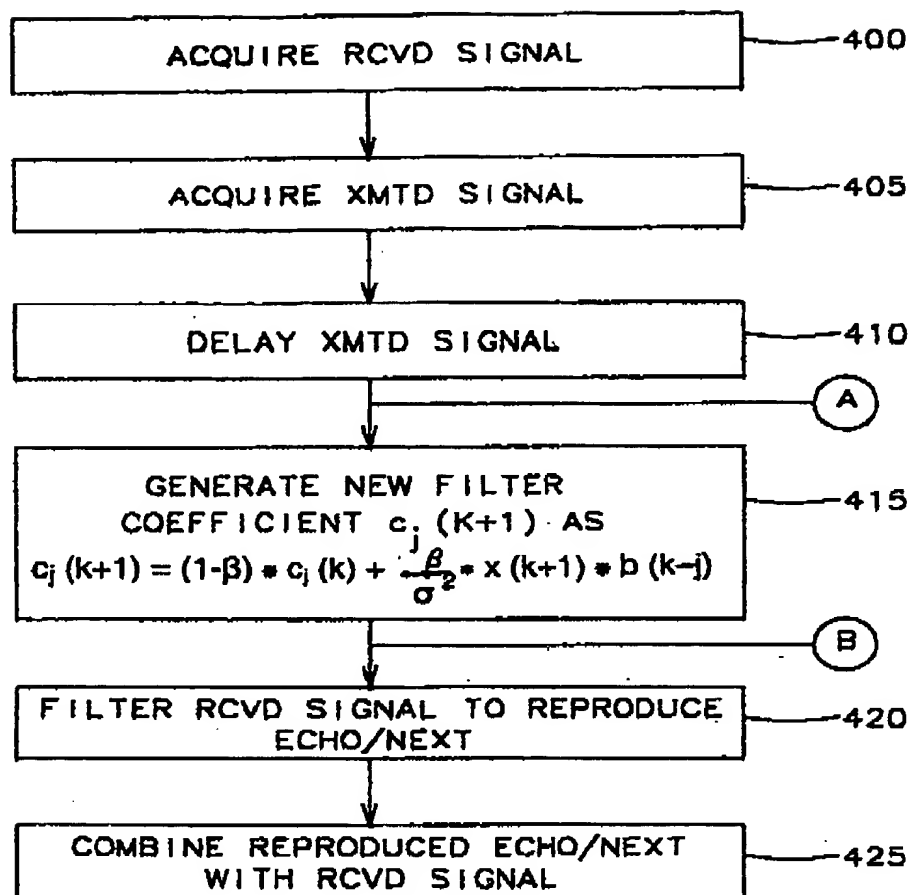 ACQUIRE RCVD SIGNAL
400
ACQUIRE XMTD SIGNAL
405
DELAY XMTD SIGNAL
410
A
GENERATE NEW FILTER
COEFFICIENT c_j (K+1) AS
c_j (k+1) = (1-β) * c_j (k) + β/σ² * x (k+1) * b (k-j)
415
B
FILTER RCVD SIGNAL TO REPRODUCE
ECHO/NEXT
420
COMBINE REPRODUCED ECHO/NEXT
WITH RCVD SIGNAL
425